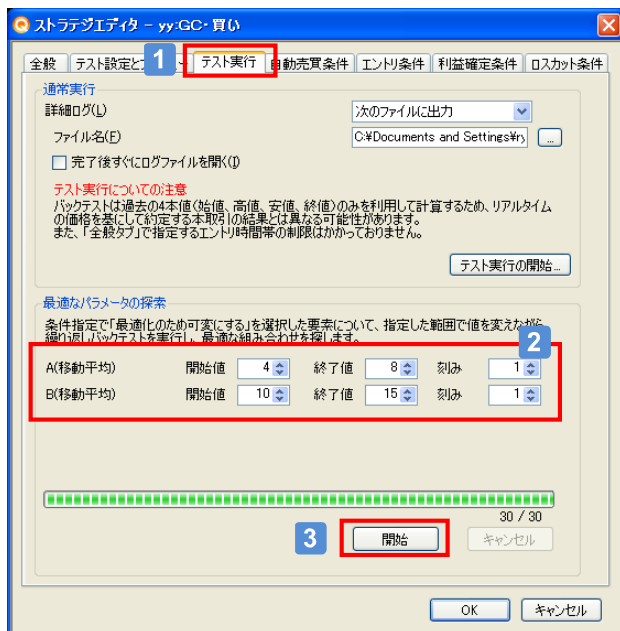 ストラテジエディタ - yy:GC・買い
全般 テスト設定と 1 テスト実行 自動売買条件 エントリ条件 利益確定条件 ロスカット条件
通常実行
詳細ログ(L) 次のファイルに出力
ファイル名(F) C:¥Documents and Settings¥ry ...
完了後すぐにログファイルを開く(I)
テスト実行についての注意
バックテストは過去の4本値(始値、高値、安値、終値)のみを利用して計算するため、リアルタイム
の価格を基にして約定する本取引の結果とは異なる可能性があります。
また、「全般タブ」で指定するエントリ時間帯の制限はかかっておりません。
テスト実行の開始...
最適なパラメータの探索
条件指定で「最適化のため可変にする」を選択した要素について、指定した範囲で値を変えながら
繰り返しバックテストを実行し、最適な組み合わせを探します。
2
A(移動平均) 開始値 4 終了値 8 刻み 1
B(移動平均) 開始値 10 終了値 15 刻み 1
30 / 30
3 開始 キャンセル
OK キャンセル